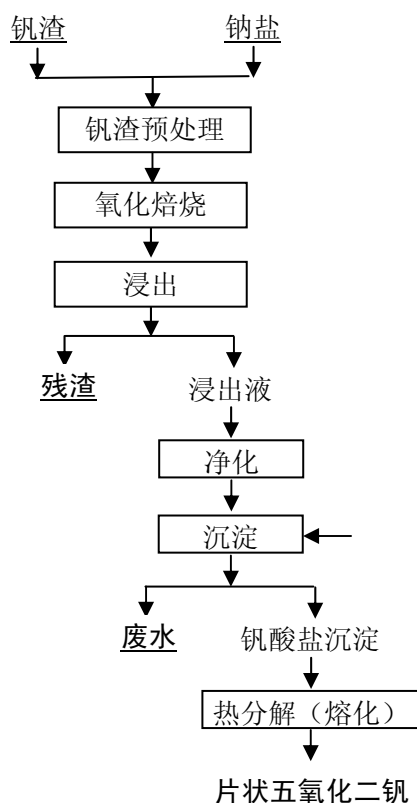 钒渣 钠盐
钒渣预处理
氧化焙烧
浸出
残渣 浸出液
净化
沉淀
废水 钒酸盐沉淀
热分解（熔化）
片状五氧化二钒